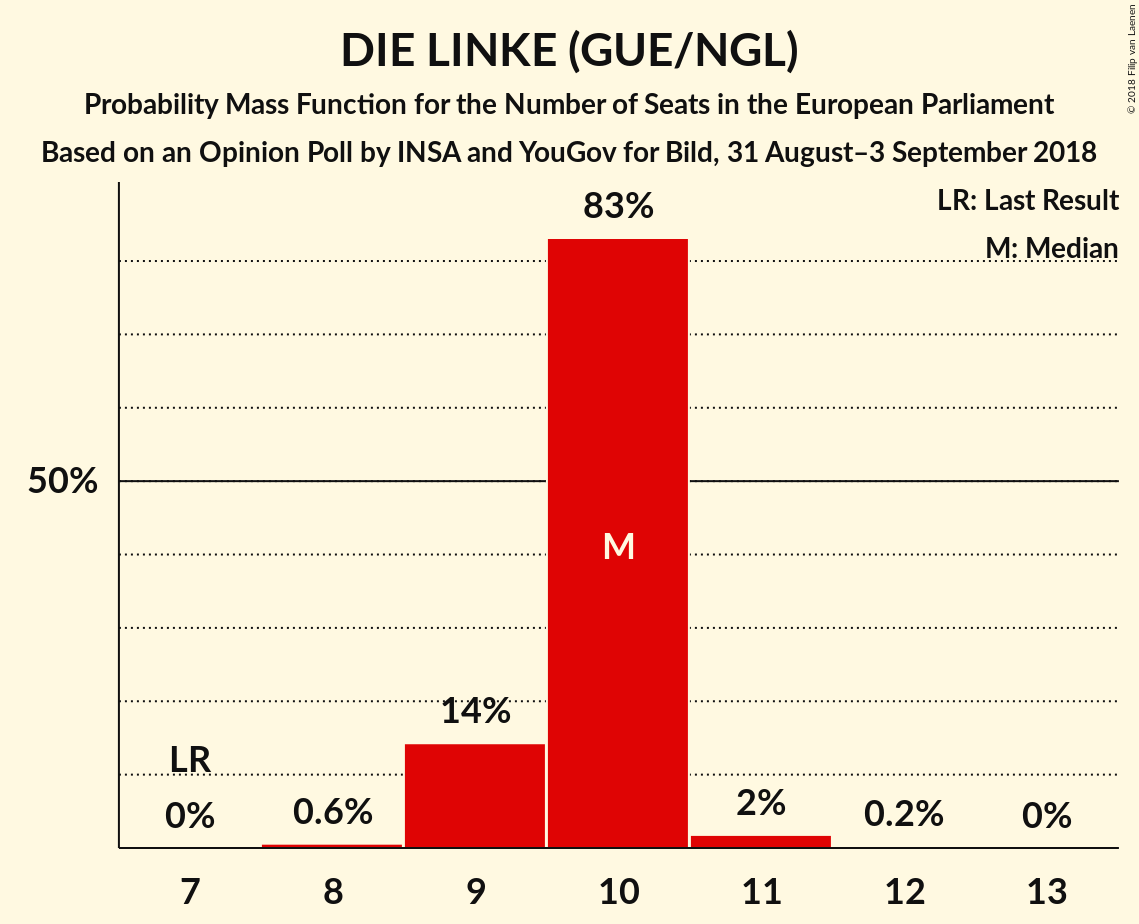 DIE LINKE (GUE/NGL)
Probability Mass Function for the Number of Seats in the European Parliament
Based on an Opinion Poll by INSA and YouGov for Bild, 31 August–3 September 2018
© 2018 Filip van Laenen
LR: Last Result
M: Median
83%
50%
M
14%
LR
0%
0.6%
2%
0.2%
0%
7 8 9 10 11 12 13